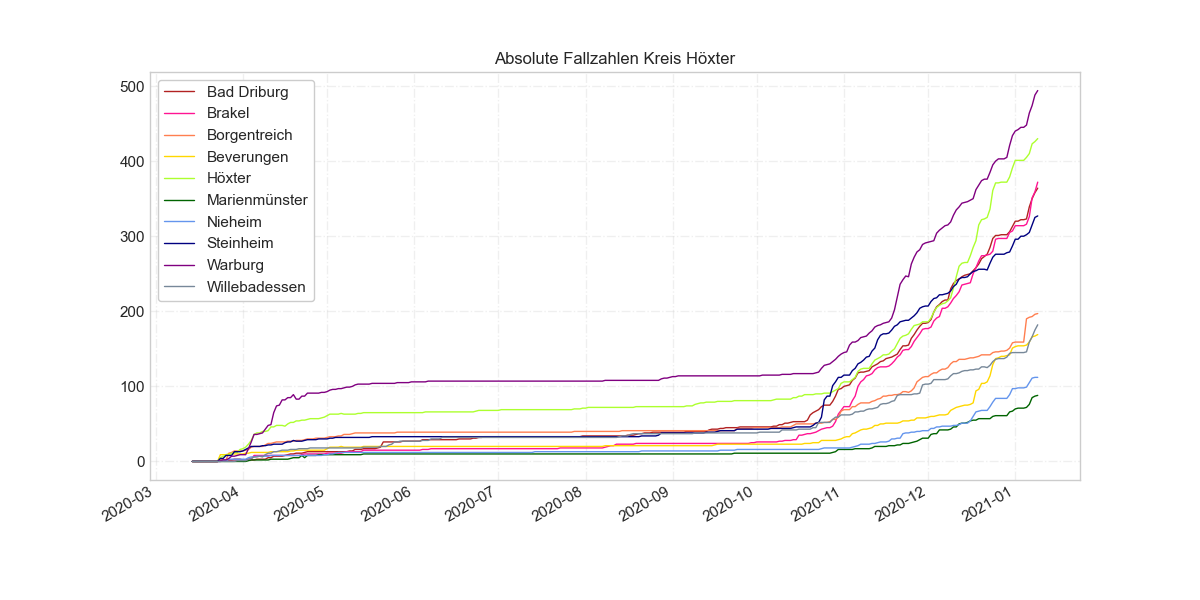 Absolute Fallzahlen Kreis Höxter
500
400
300
200
100
0
Bad Driburg
Brakel
Borgentreich
Beverungen
Höxter
Marienmünster
Nieheim
Steinheim
Warburg
Willebadessen
2020-03
2020-04
2020-05
2020-06
2020-07
2020-08
2020-09
2020-10
2020-11
2020-12
2021-01